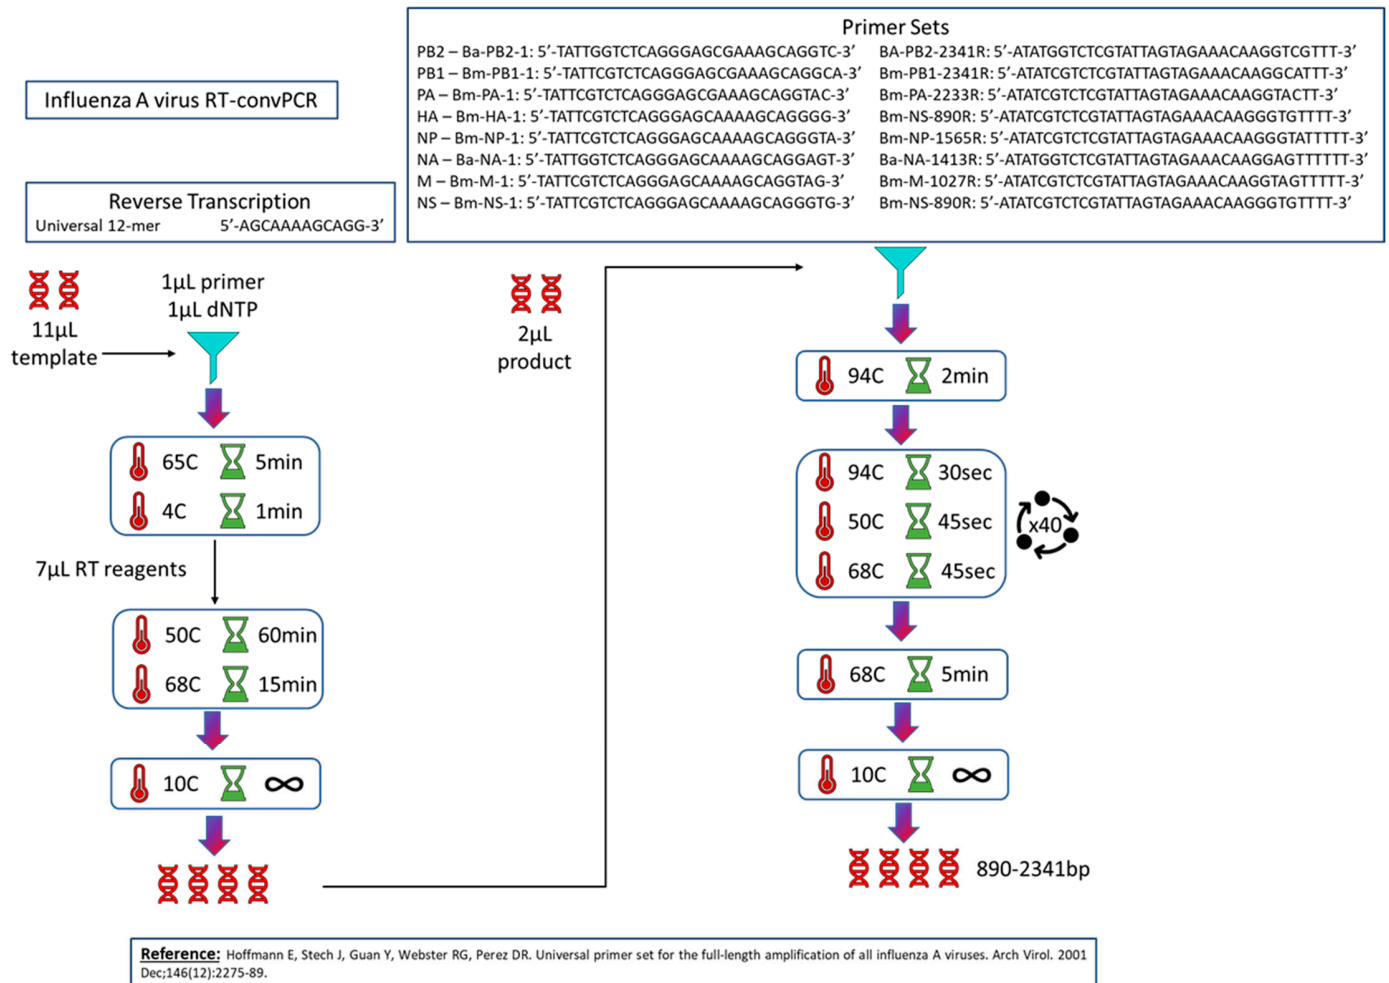 Influenza A virus RT-convPCR
Reverse Transcription
Universal 12-mer 5’-AGCAAAAGCAGG-3’
Primer Sets
PB2 – Ba-PB2-1: 5’-TATTGGTCTCAGGGAGCGAAAGCAGGTC-3’ BA-PB2-2341R: 5’-ATATGGTCTCGTATTAGTAGAAACAAGGTCGTTT-3’
PB1 – Bm-PB1-1: 5’-TATTCGTCTCAGGGAGCGAAAGCAGGCA-3’ Bm-PB1-2341R: 5’-ATATCGTCTCGTATTAGTAGAAACAAGGCATTT-3’
PA – Bm-PA-1: 5’-TATTCGTCTCAGGGAGCGAAAGCAGGTAC-3’ Bm-PA-2233R: 5’-ATATCGTCTCGTATTAGTAGAAACAAGGTACTT-3’
HA – Bm-HA-1: 5’-TATTCGTCTCAGGGAGCAAAAGCAGGGG-3’ Bm-NS-890R: 5’-ATATCGTCTCGTATTAGTAGAAACAAGGGTGTTTT-3’
NP – Bm-NP-1: 5’-TATTCGTCTCAGGGAGCAAAAGCAGGGTA-3’ Bm-NP-1565R: 5’-ATATCGTCTCGTATTAGTAGAAACAAGGGTATTTTT-3’
NA – Ba-NA-1: 5’-TATTGGTCTCAGGGAGCAAAAGCAGGAGT-3’ Ba-NA-1413R: 5’-ATATGGTCTCGTATTAGTAGAAACAAGGAGTTTTTT-3’
M – Bm-M-1: 5’-TATTCGTCTCAGGGAGCAAAAGCAGGTAG-3’ Bm-M-1027R: 5’-ATATCGTCTCGTATTAGTAGAAACAAGGTAGTTTTT-3’
NS – Bm-NS-1: 5’-TATTCGTCTCAGGGAGCAAAAGCAGGGTG-3’ Bm-NS-890R: 5’-ATATCGTCTCGTATTAGTAGAAACAAGGGTGTTTT-3’
11µL
template
1µL primer
1µL dNTP
65C 5min
4C 1min
7µL RT reagents
50C 60min
68C 15min
10C ∞
2µL
product
94C 2min
94C 30sec
50C 45sec
68C 45sec
x40
68C 5min
10C ∞
890-2341bp
Reference: Hoffmann E, Stech J, Guan Y, Webster RG, Perez DR. Universal primer set for the full-length amplification of all influenza A viruses. Arch Virol. 2001
Dec;146(12):2275-89.